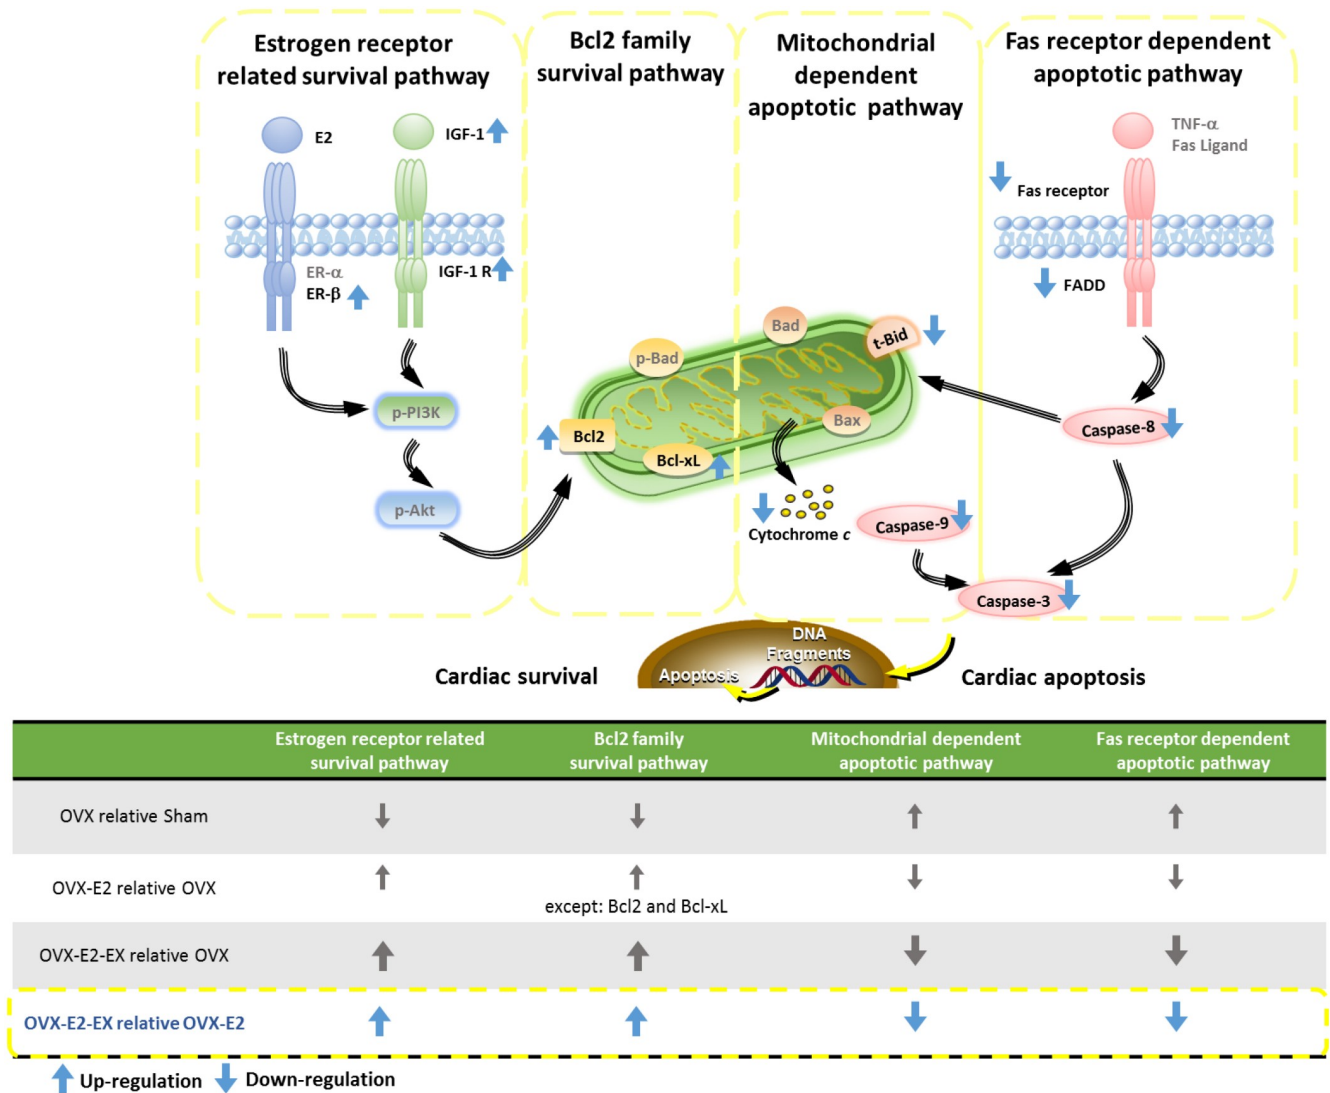 Estrogen receptor
related survival pathway
Bcl2 family
survival pathway
Mitochondrial
dependent
apoptotic pathway
Fas receptor dependent
apoptotic pathway
E2
IGF-1
TNF-α
Fas Ligand
Fas receptor
ER-α
ER-β
IGF-1 R
FADD
p-Bad
Bad
t-Bid
p-PI3K
Bcl2
Bcl-xL
Bax
Caspase-8
p-Akt
Cytochrome c
Caspase-9
Caspase-3
Cardiac survival
DNA
Fragments
Apoptosis
Cardiac apoptosis
Estrogen receptor related
survival pathway
Bcl2 family
survival pathway
Mitochondrial dependent
apoptotic pathway
Fas receptor dependent
apoptotic pathway
OVX relative Sham
OVX-E2 relative OVX
except: Bcl2 and Bcl-xL
OVX-E2-EX relative OVX
OVX-E2-EX relative OVX-E2
Up-regulation
Down-regulation